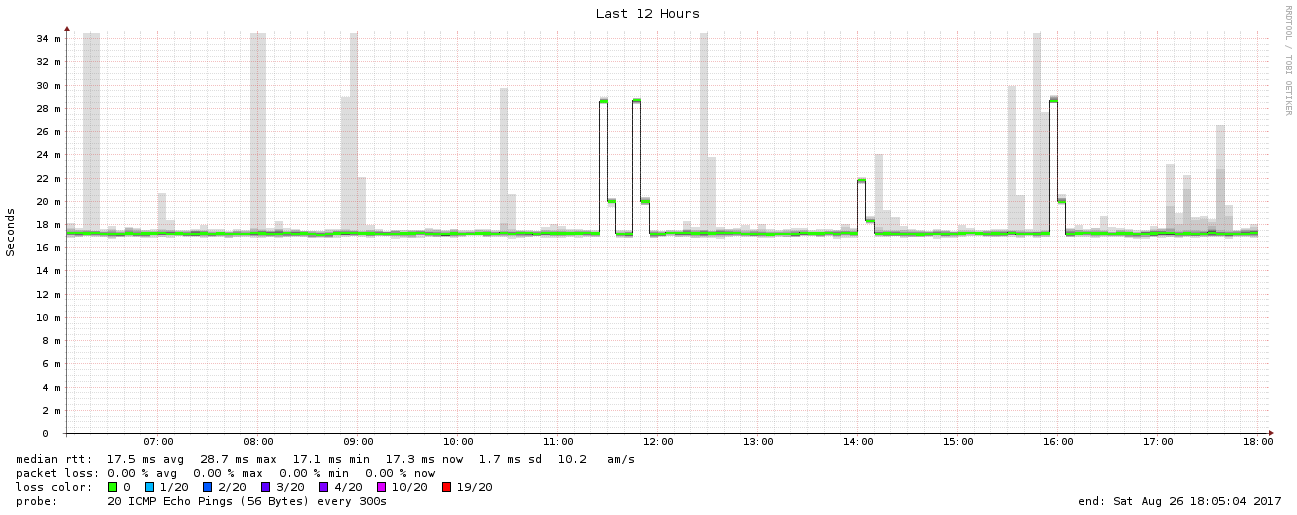 Last 12 Hours
RRDTOOL / TOBI OETIKER
Seconds
34 m
32 m
30 m
28 m
26 m
24 m
22 m
20 m
18 m
16 m
14 m
12 m
10 m
8 m
6 m
4 m
2 m
0
07:00 08:00 09:00 10:00 11:00 12:00 13:00 14:00 15:00 16:00 17:00 18:00
median rtt: 17.5 ms avg 28.7 ms max 17.1 ms min 17.3 ms now 1.7 ms sd 10.2 am/s
packet loss: 0.00 % avg 0.00 % max 0.00 % min 0.00 % now
loss color: 0 1/20 2/20 3/20 4/20 10/20 19/20
probe: 20 ICMP Echo Pings (56 Bytes) every 300s end: Sat Aug 26 18:05:04 2017